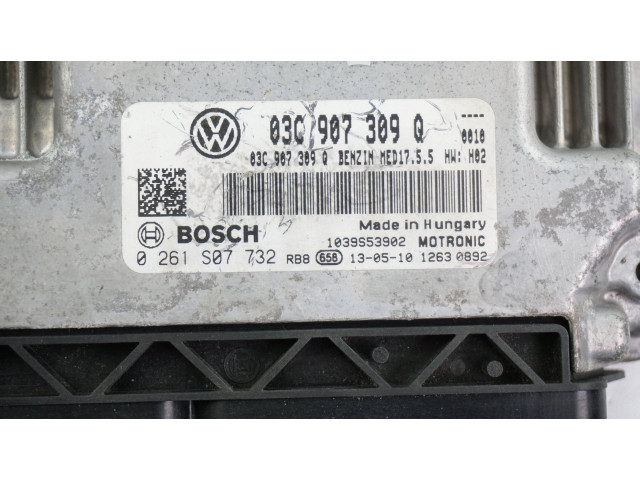 03C 907 309 Q
----
0010
03C 907 309 Q BENZIN MED17.5.5 HW: H02
Made in Hungary
BOSCH
1039S53902 MOTRONIC
0 261 S07 732 RB8 656 13-05-10 1263 0892